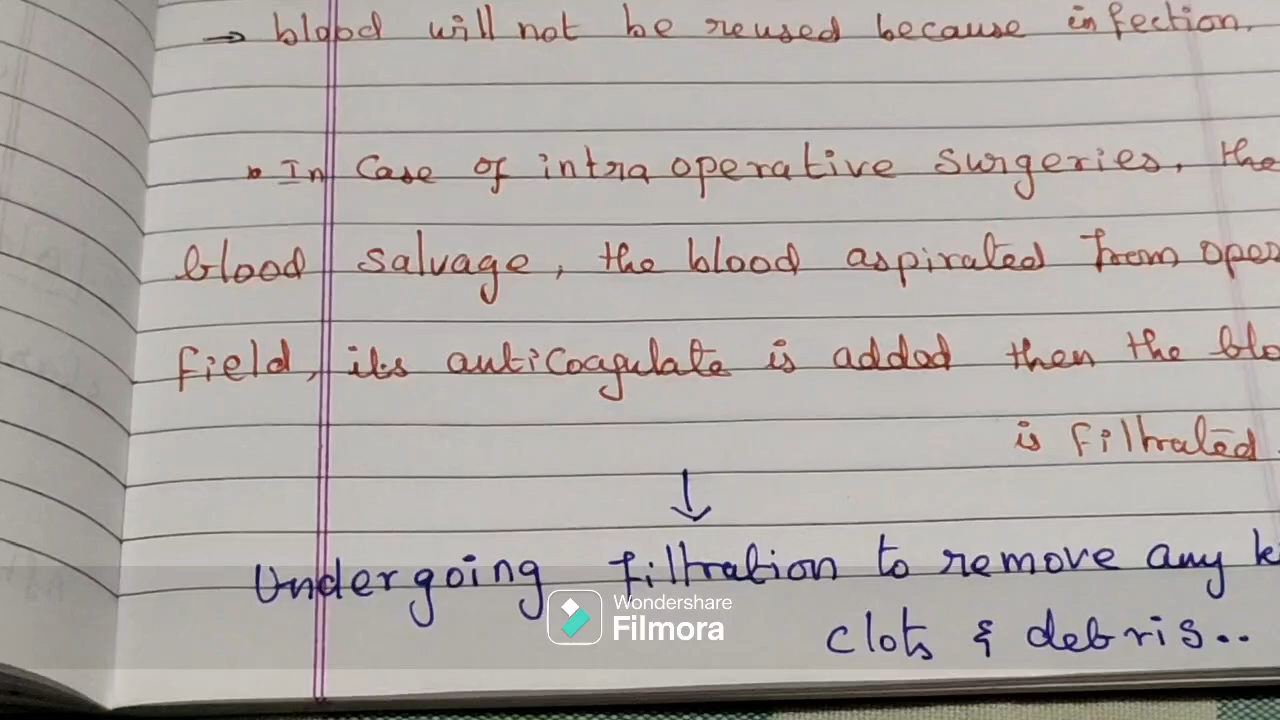 → blood will not be reused because infection.
• In Case of intra operative surgeries, the
blood salvage, the blood aspirated from oper
field, its anticoagulate is added then the blo
is filtrated.
↓
Undergoing filtration to remove any k
clots & debris..
Wondershare
Filmora